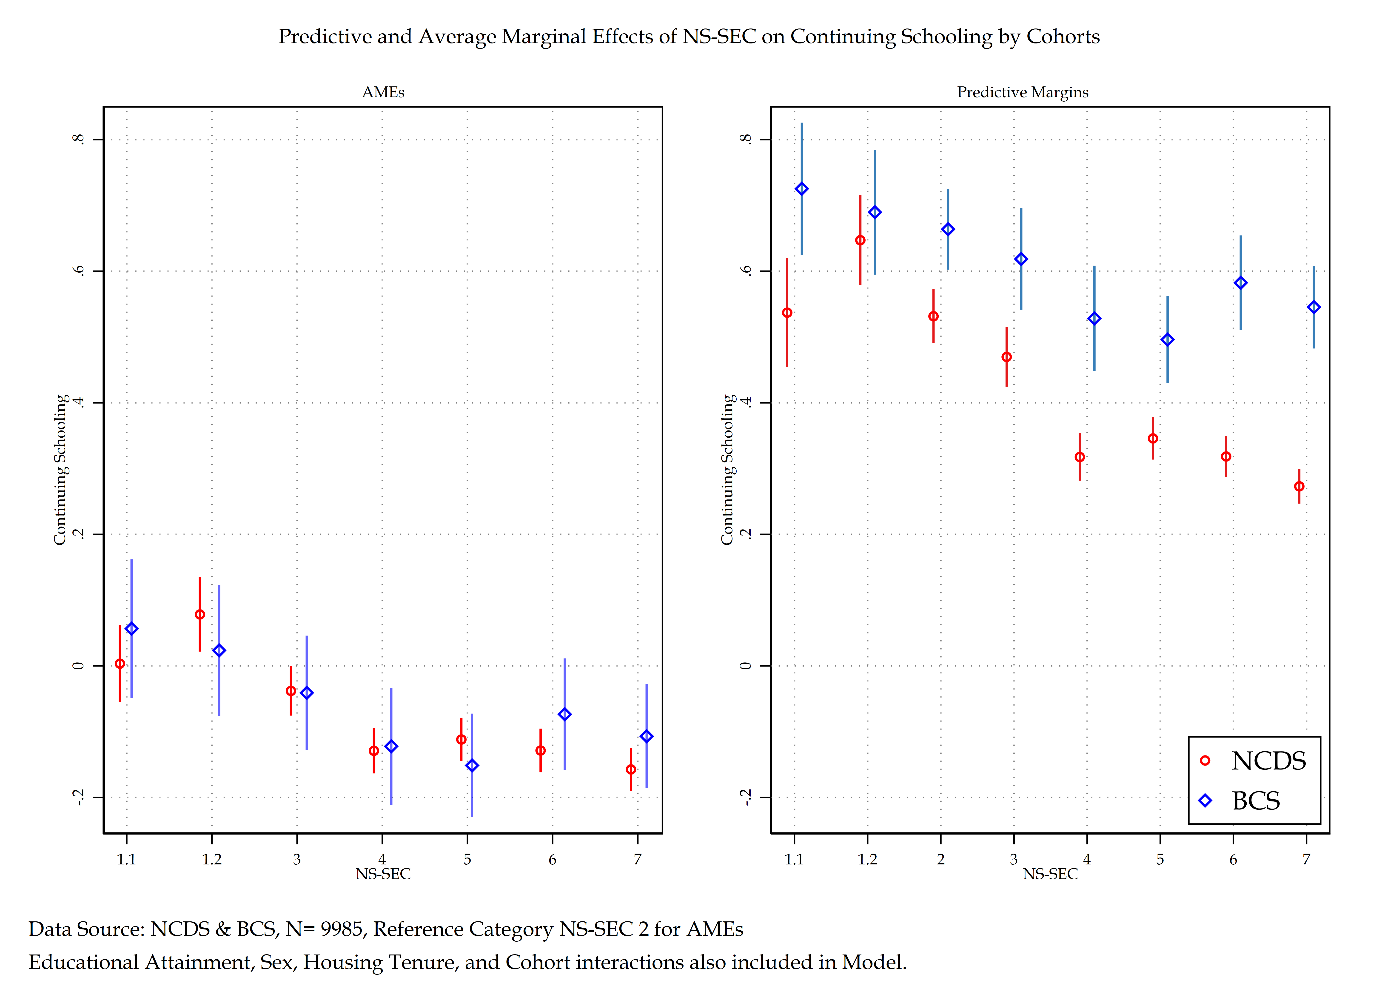 Predictive and Average Marginal Effects of NS-SEC on Continuing Schooling by Cohorts
AMEs
Continuing Schooling
.8
.6
.4
.2
0
-.2
1.1 1.2 3 4 5 6 7
NS-SEC
Predictive Margins
Continuing Schooling
.8
.6
.4
.2
0
-.2
1.1 1.2 2 3 4 5 6 7
NS-SEC
NCDS
BCS
Data Source: NCDS & BCS, N= 9985, Reference Category NS-SEC 2 for AMEs
Educational Attainment, Sex, Housing Tenure, and Cohort interactions also included in Model.